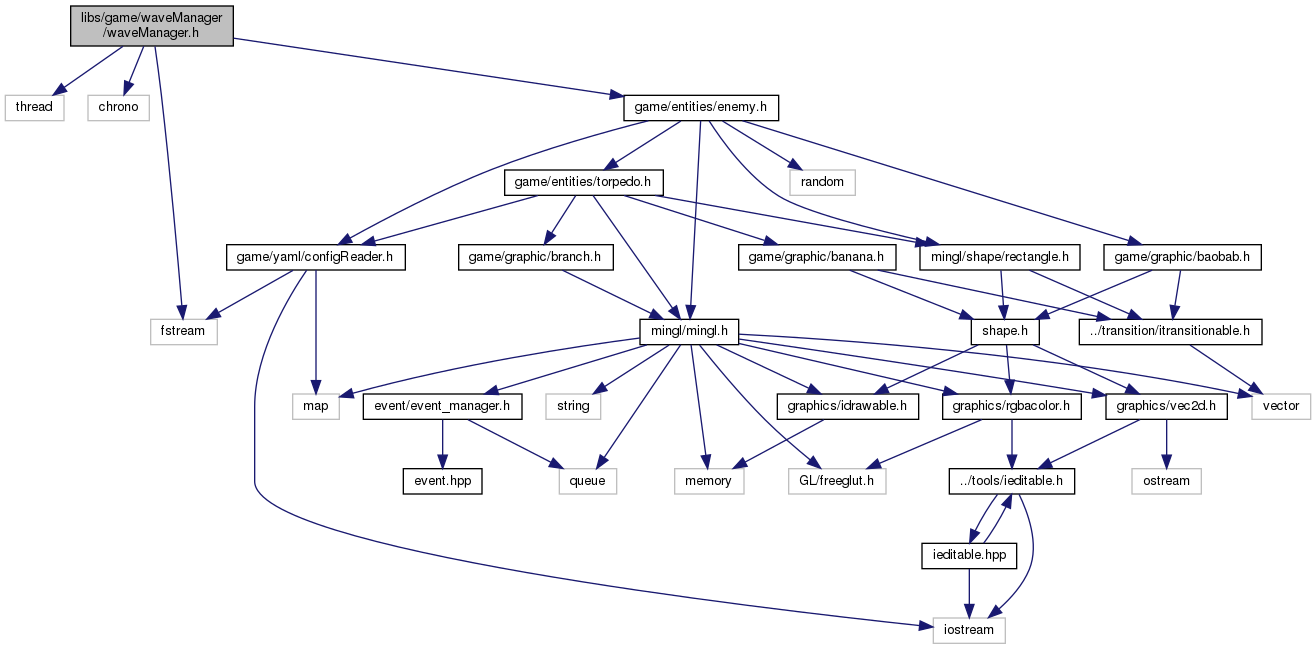 libs/game/waveManager
/waveManager.h
thread
chrono
game/entities/enemy.h
game/entities/torpedo.h
random
game/yaml/configReader.h
game/graphic/branch.h
game/graphic/banana.h
mingl/shape/rectangle.h
game/graphic/baobab.h
fstream
mingl/mingl.h
shape.h
../transition/itransitionable.h
map
event/event_manager.h
string
graphics/idrawable.h
graphics/rgbacolor.h
graphics/vec2d.h
vector
event.hpp
queue
memory
GL/freeglut.h
../tools/ieditable.h
ostream
ieditable.hpp
iostream